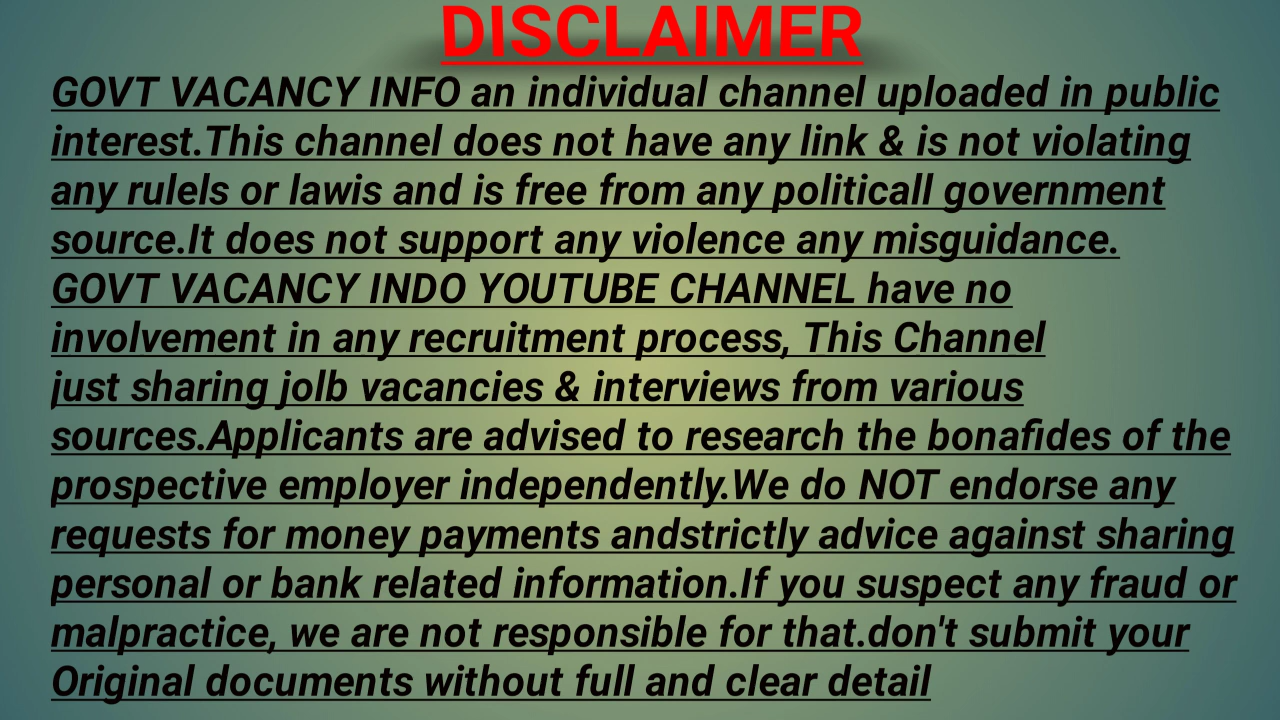 DISCLAIMER
GOVT VACANCY INFO an individual channel uploaded in public
interest.This channel does not have any link & is not violating
any rulels or lawis and is free from any politicall government
source.It does not support any violence any misguidance.
GOVT VACANCY INDO YOUTUBE CHANNEL have no
involvement in any recruitment process, This Channel
just sharing jolb vacancies & interviews from various
sources.Applicants are advised to research the bonafides of the
prospective employer independently.We do NOT endorse any
requests for money payments andstrictly advice against sharing
personal or bank related information.If you suspect any fraud or
malpractice, we are not responsible for that.don't submit your
Original documents without full and clear detail